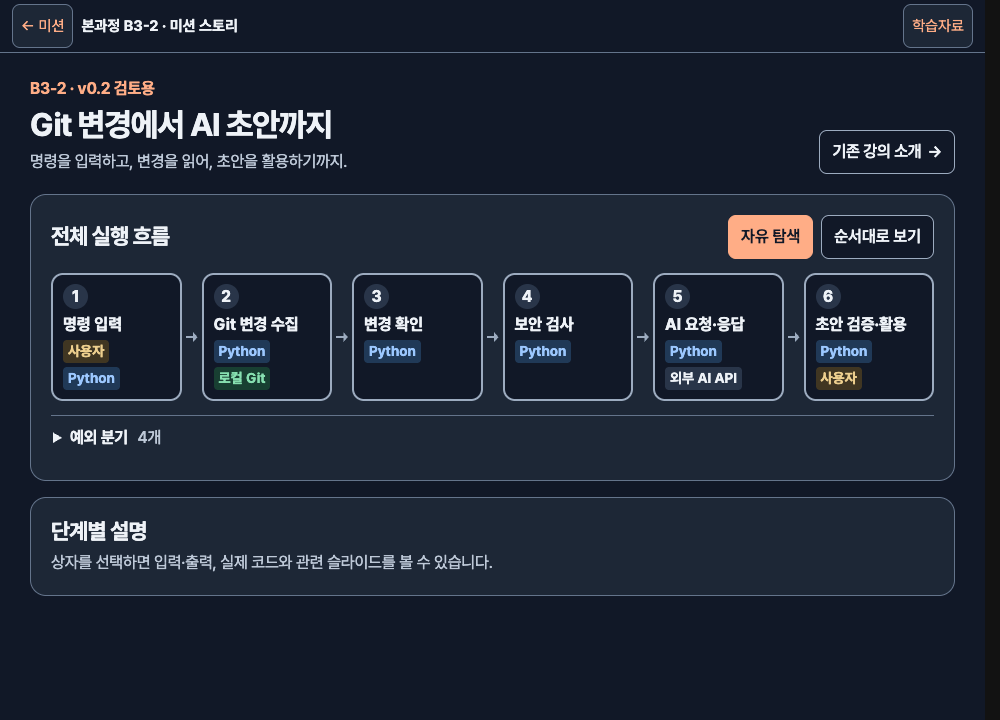 ← 미션
본과정 B3-2 · 미션 스토리
학습자료
B3-2 · v0.2 검토용
Git 변경에서 AI 초안까지
명령을 입력하고, 변경을 읽어, 초안을 활용하기까지.
기존 강의 소개 →
전체 실행 흐름
자유 탐색
순서대로 보기
1
명령 입력
사용자
Python
→
2
Git 변경 수집
Python
로컬 Git
→
3
변경 확인
Python
→
4
보안 검사
Python
→
5
AI 요청·응답
Python
외부 AI API
→
6
초안 검증·활용
Python
사용자
▶ 예외 분기 4개
단계별 설명
상자를 선택하면 입력·출력, 실제 코드와 관련 슬라이드를 볼 수 있습니다.